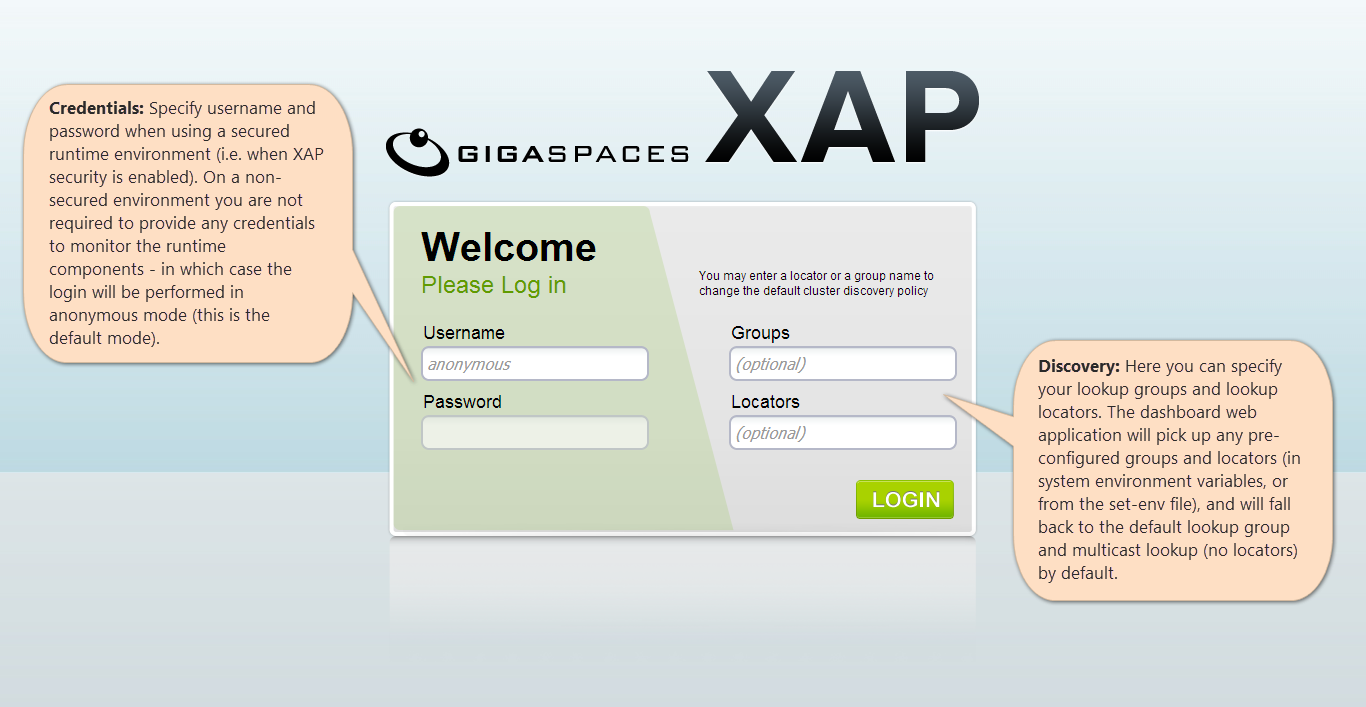 XAP
GIGASPACES
Credentials: Specify username and
password when using a secured
runtime environment (i.e. when XAP
security is enabled). On a non-
secured environment you are not
required to provide any credentials
to monitor the runtime
components - in which case the
login will be performed in
anonymous mode (this is the
default mode).
Welcome
Please Log in
Username
anonymous
Password
You may enter a locator or a group name to
change the default cluster discovery policy
Groups
(optional)
Locators
(optional)
LOGIN
Discovery: Here you can specify
your lookup groups and lookup
locators. The dashboard web
application will pick up any pre-
configured groups and locators (in
system environment variables, or
from the set-env file), and will fall
back to the default lookup group
and multicast lookup (no locators)
by default.